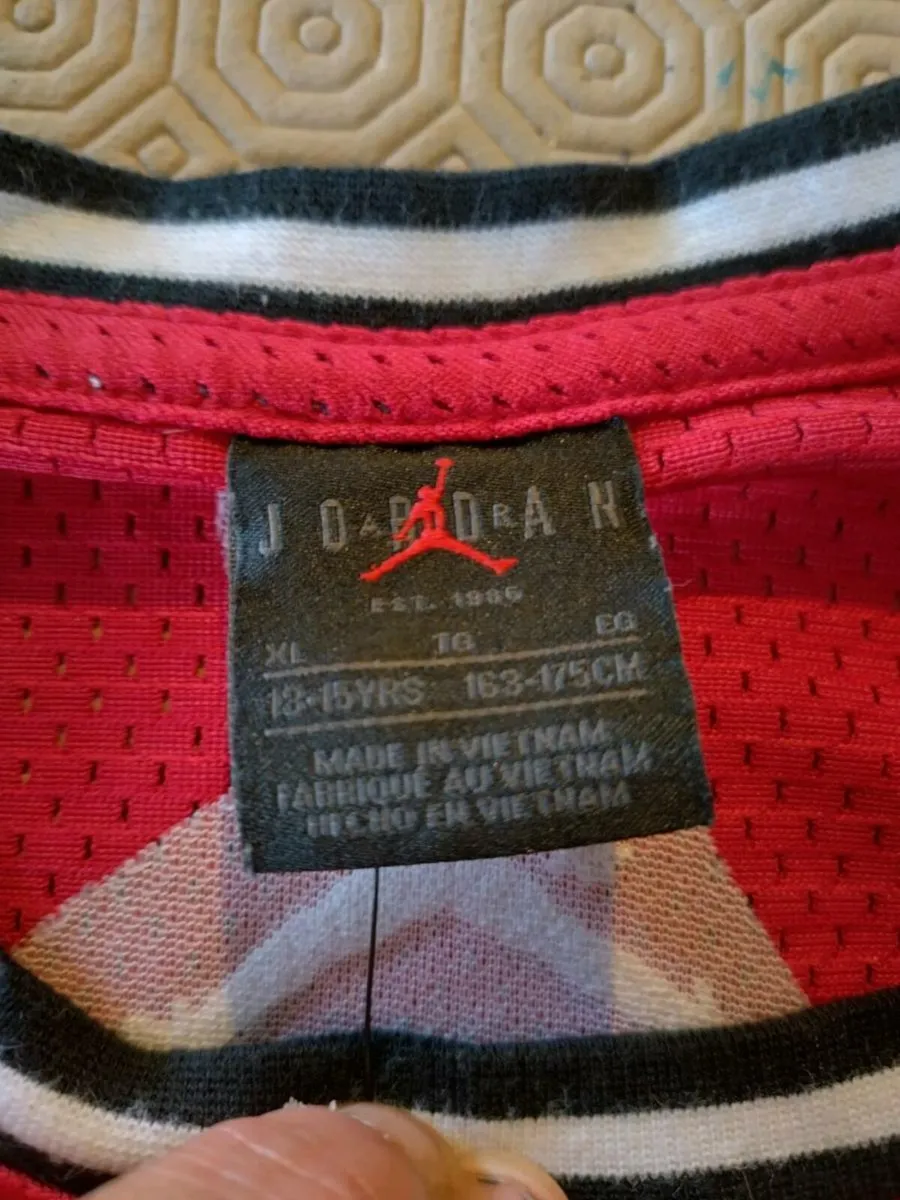 JORDAN
EST. 1985
XL TG EG
13-15YRS 163-175CM
MADE IN VIETNAM
FABRIQUÉ AU VIETNAM
HECHO EN VIETNAM